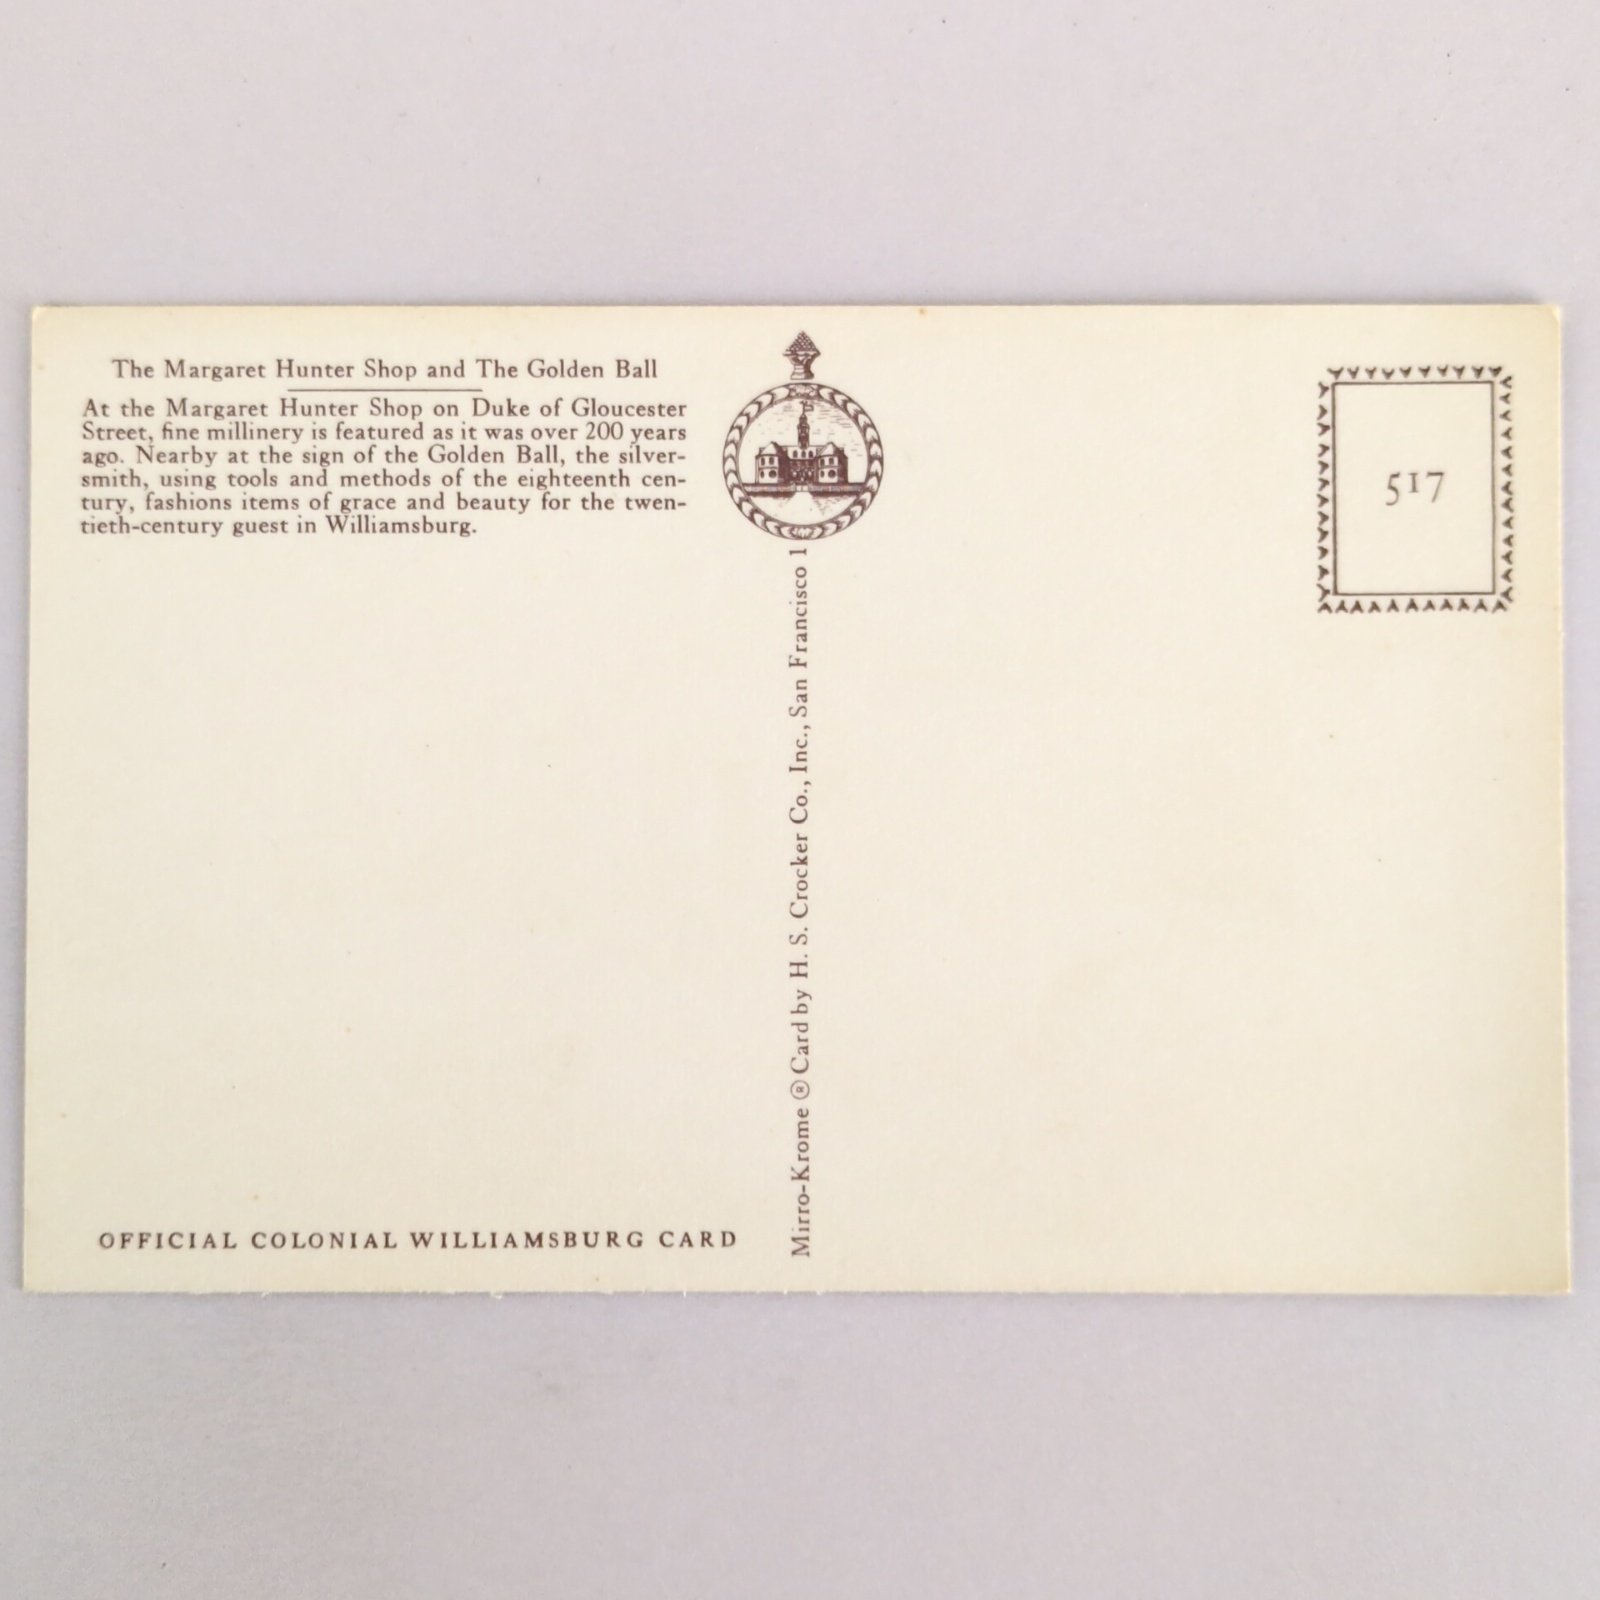 The Margaret Hunter Shop and The Golden Ball
At the Margaret Hunter Shop on Duke of Gloucester
Street, fine millinery is featured as it was over 200 years
ago. Nearby at the sign of the Golden Ball, the silver-
smith, using tools and methods of the eighteenth cen-
tury, fashions items of grace and beauty for the twen-
tieth-century guest in Williamsburg.
OFFICIAL COLONIAL WILLIAMSBURG CARD
Mirro-Krome ® Card by H. S. Crocker Co., Inc., San Francisco 1
517